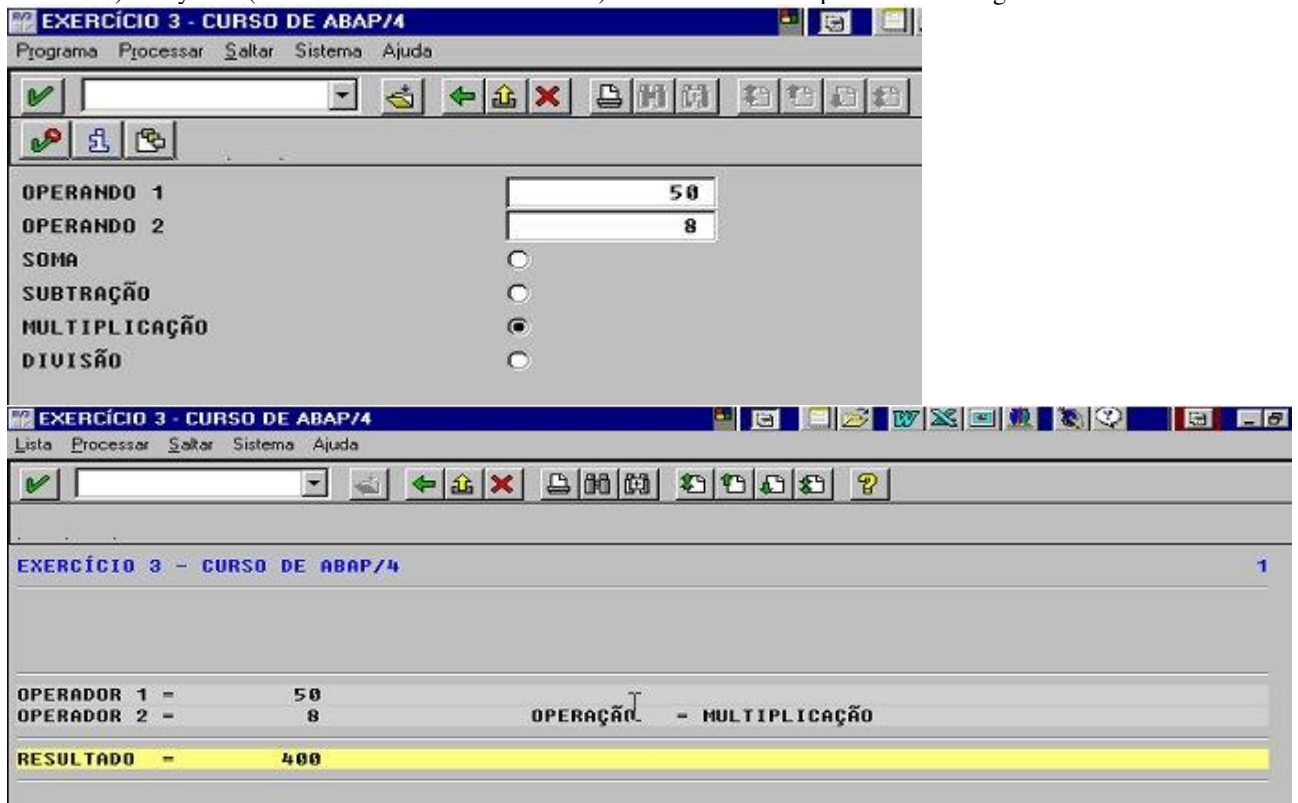 EXERCÍCIO 3 - CURSO DE ABAP/4
Programa Processar Saltar Sistema Ajuda
OPERANDO 1 50
OPERANDO 2 8
SOMA
SUBTRAÇÃO
MULTIPLICAÇÃO
DIVISÃO
EXERCÍCIO 3 - CURSO DE ABAP/4
Lista Processar Saltar Sistema Ajuda
EXERCÍCIO 3 - CURSO DE ABAP/4 1
OPERADOR 1 = 50
OPERADOR 2 = 8 OPERAÇÃO = MULTIPLICAÇÃO
RESULTADO = 400